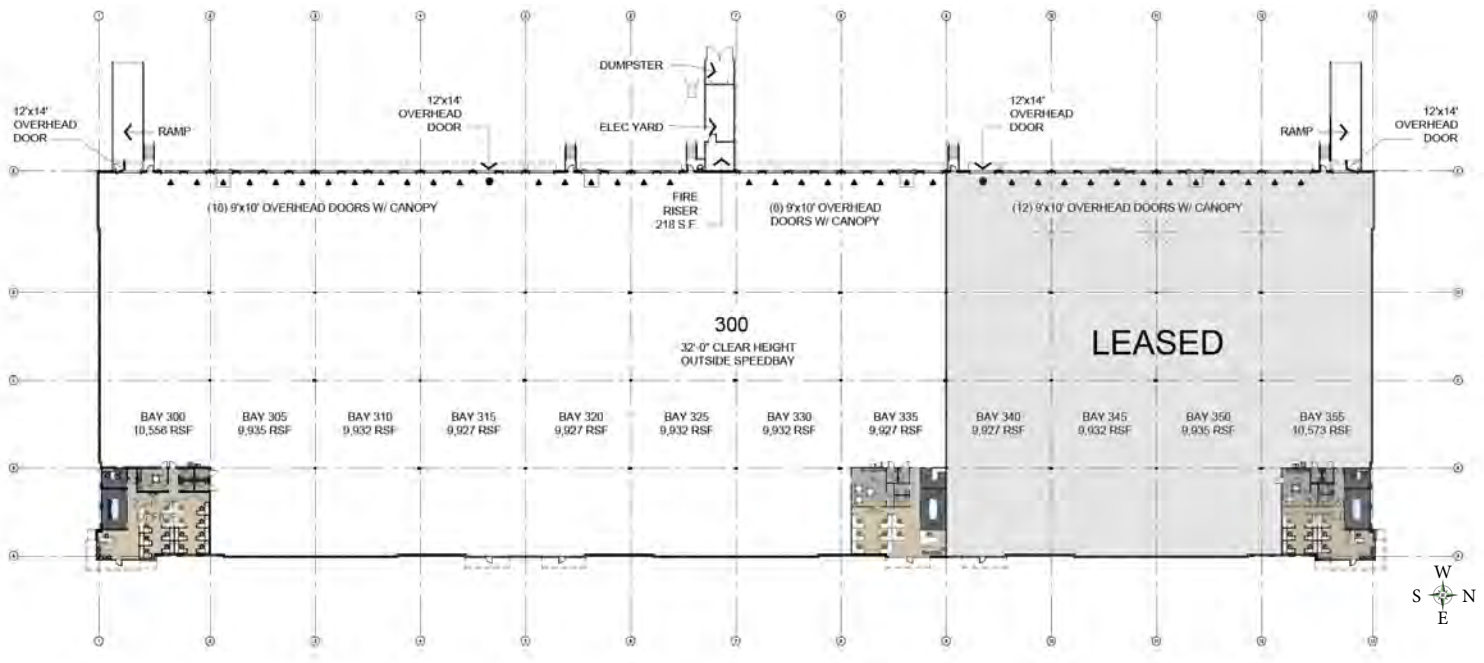 DUMPSTER
12'x14'
OVERHEAD
DOOR
RAMP
12'x14'
OVERHEAD
DOOR
ELEC YARD
12'x14'
OVERHEAD
DOOR
RAMP
12'x14'
OVERHEAD
DOOR
9'x10' OVERHEAD DOORS W/ CANOPY
FIRE
RISER
218 S.F.
9'x10' OVERHEAD
DOORS W/ CANOPY
(12) 9'x10' OVERHEAD DOORS W/ CANOPY
300
32'-0" CLEAR HEIGHT
OUTSIDE SPEEDBAY
LEASED
BAY 300
10,556 RSF
BAY 305
9,935 RSF
BAY 310
9,932 RSF
BAY 315
9,927 RSF
BAY 320
9,927 RSF
BAY 325
9,932 RSF
BAY 330
9,932 RSF
BAY 335
9,927 RSF
BAY 340
9,927 RSF
BAY 345
9,932 RSF
BAY 350
9,935 RSF
BAY 355
10,573 RSF
W
S N
E